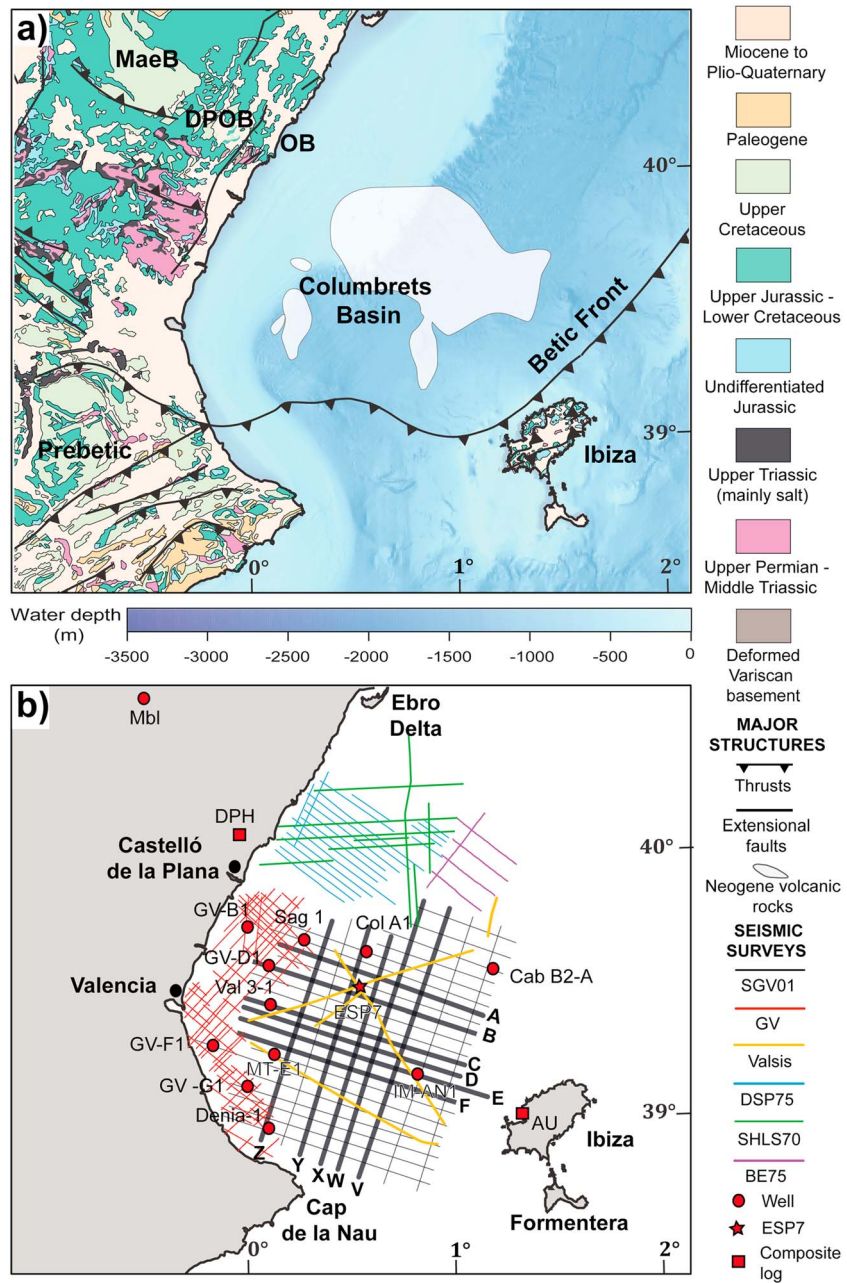 a)
MaeB
DPOB
OB
40°
Columbrets
Basin
Betic Front
39°
Prebetic
Ibiza
0°
1°
2°
Water depth
(m)
-3500
-3000
-2500
-2000
-1500
-1000
-500
0
Miocene to
Plio-Quaternary
Paleogene
Upper
Cretaceous
Upper Jurassic -
Lower Cretaceous
Undifferentiated
Jurassic
Upper Triassic
(mainly salt)
Upper Permian -
Middle Triassic
Deformed
Variscan
basement
MAJOR
STRUCTURES
Thrusts
Extensional
faults
Neogene volcanic
rocks
SEISMIC
SURVEYS
SGV01
GV
Valsis
DSP75
SHLS70
BE75
Well
ESP7
Composite
log
b)
Mbl
Ebro
Delta
DPH
Castelló
de la Plana
40°
GV-B1
Sag 1
Col A1
GV-D1
Cab B2-A
Valencia
Val 3-1
ESP7
A
B
GV-F1
MT-E1
C
D
IM-AN1
E
F
GV -G1
Denia-1
39°
AU
Ibiza
Z
Y
X
W
V
Cap
de la Nau
Formentera
0°
1°
2°